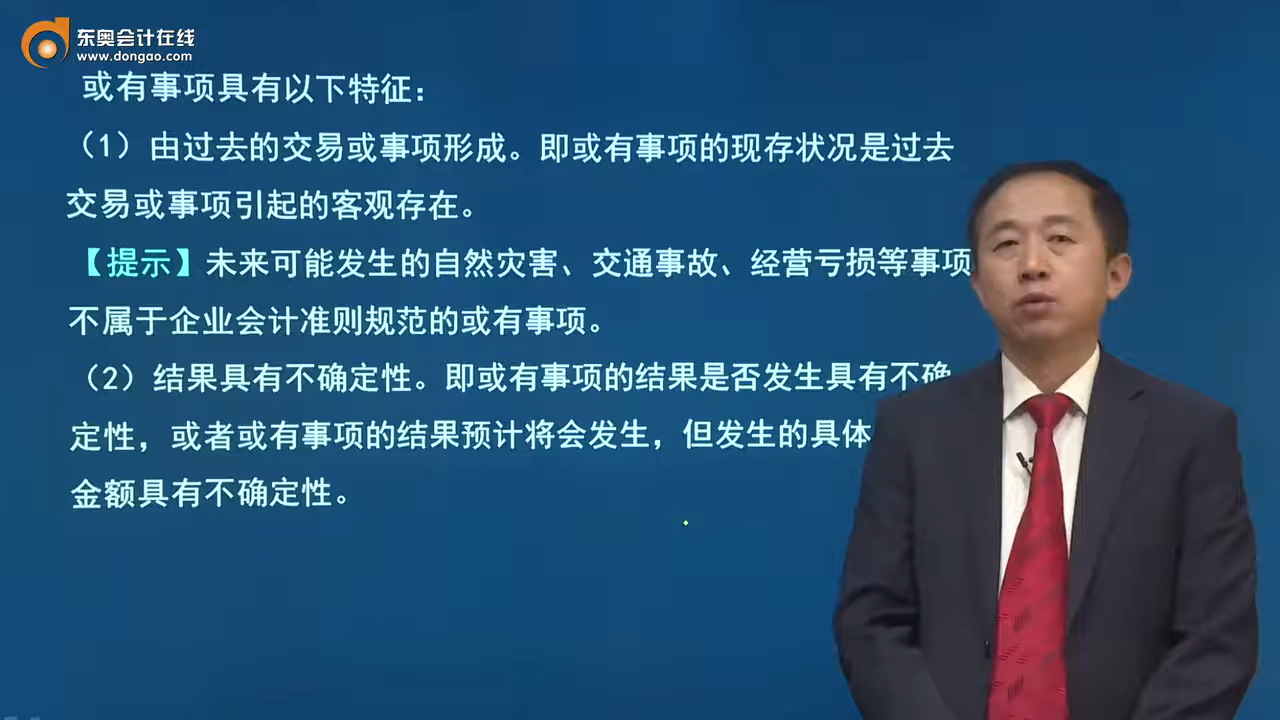 东奥会计在线
www.dongao.com
或有事项具有以下特征：
（1）由过去的交易或事项形成。即或有事项的现存状况是过去
交易或事项引起的客观存在。
【提示】未来可能发生的自然灾害、交通事故、经营亏损等事项
不属于企业会计准则规范的或有事项。
（2）结果具有不确定性。即或有事项的结果是否发生具有不确
定性，或者或有事项的结果预计将会发生，但发生的具体
金额具有不确定性。